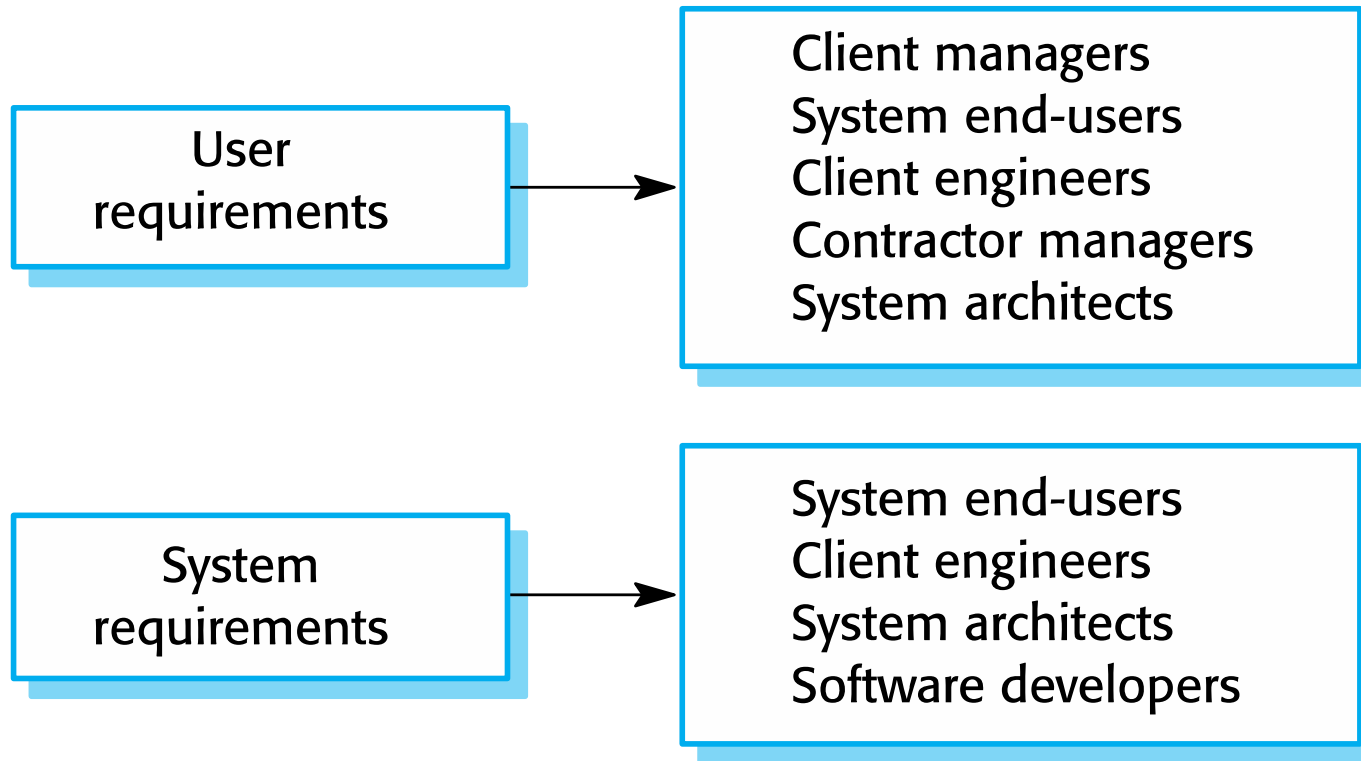 User
requirements
Client managers
System end-users
Client engineers
Contractor managers
System architects
System
requirements
System end-users
Client engineers
System architects
Software developers